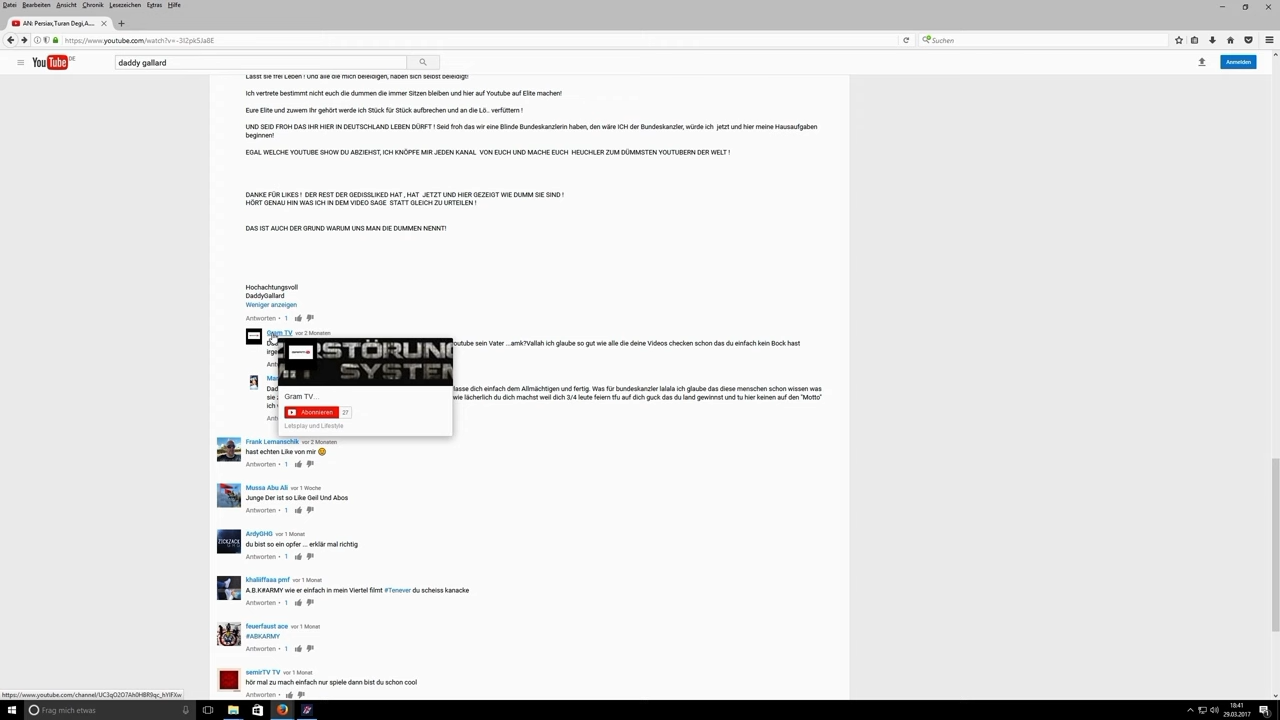 Datei Bearbeiten Ansicht Chronik Lesezeichen Extras Hilfe
AN: Persiax,Turan Degi,A....
https://www.youtube.com/watch?v=-3I2pk5Ja8E
Suchen
YouTube DE
daddy gallard
Anmelden
Lasst sie frei Leben ! Und alle die mich beleidigen, haben sich selbst beleidigt!
Ich vertrete bestimmt nicht euch die dummen die immer Sitzen bleiben und hier auf Youtube auf Elite machen!
Eure Elite und zuwem Ihr gehört werde ich Stück für Stück aufbrechen und an die Lö.. verfüttern !
UND SEID FROH DAS IHR HIER IN DEUTSCHLAND LEBEN DÜRFT ! Seid froh das wir eine Blinde Bundeskanzlerin haben, den wäre ICH der Bundeskanzler, würde ich jetzt und hier meine Hausaufgaben
beginnen!
EGAL WELCHE YOUTUBE SHOW DU ABZIEHST, ICH KNÖPFE MIR JEDEN KANAL VON EUCH UND MACHE EUCH HEUCHLER ZUM DÜMMSTEN YOUTUBERN DER WELT !
DANKE FÜR LIKES ! DER REST DER GEDISSLIKED HAT , HAT JETZT UND HIER GEZEIGT WIE DUMM SIE SIND !
HÖRT GENAU HIN WAS ICH IN DEM VIDEO SAGE STATT GLEICH ZU URTEILEN !
DAS IST AUCH DER GRUND WARUM UNS MAN DIE DUMMEN NENNT!
Hochachtungsvoll
DaddyGallard
Weniger anzeigen
Antworten • 1
Gram TV vor 2 Monaten
youtube sein Vater ...amk?Vallah ich glaube so gut wie alle die deine Videos checken schon das du einfach kein Bock hast
STÖRUNG
SYSTEM
Gram TV...
Abonnieren 27
Letsplay und Lifestyle
lasse dich einfach dem Allmächtigen und fertig. Was für bundeskanzler lalala ich glaube das diese menschen schon wissen was
sie wie lächerlich du dich machst weil dich 3/4 leute feiern tfu auf dich guck das du land gewinnst und tu hier keinen auf den "Motto"
ich
Frank Lemanschik vor 2 Monaten
hast echten Like von mir
Antworten • 1
Mussa Abu Ali vor 1 Woche
Junge Der ist so Like Geil Und Abos
Antworten • 1
ArdyGHG vor 1 Monat
du bist so ein opfer ... erklär mal richtig
Antworten • 1
khaliiffaaa pmf vor 1 Monat
A.B.K#ARMY wie er einfach in mein Viertel filmt #Tenever du scheiss kanacke
Antworten • 1
feuerfaust ace vor 1 Monat
#ABKARMY
Antworten • 1
semirTV TV vor 1 Monat
hör mal zu mach einfach nur spiele dann bist du schon cool
Antworten •
Frag mich etwas
18:41
29.03.2017